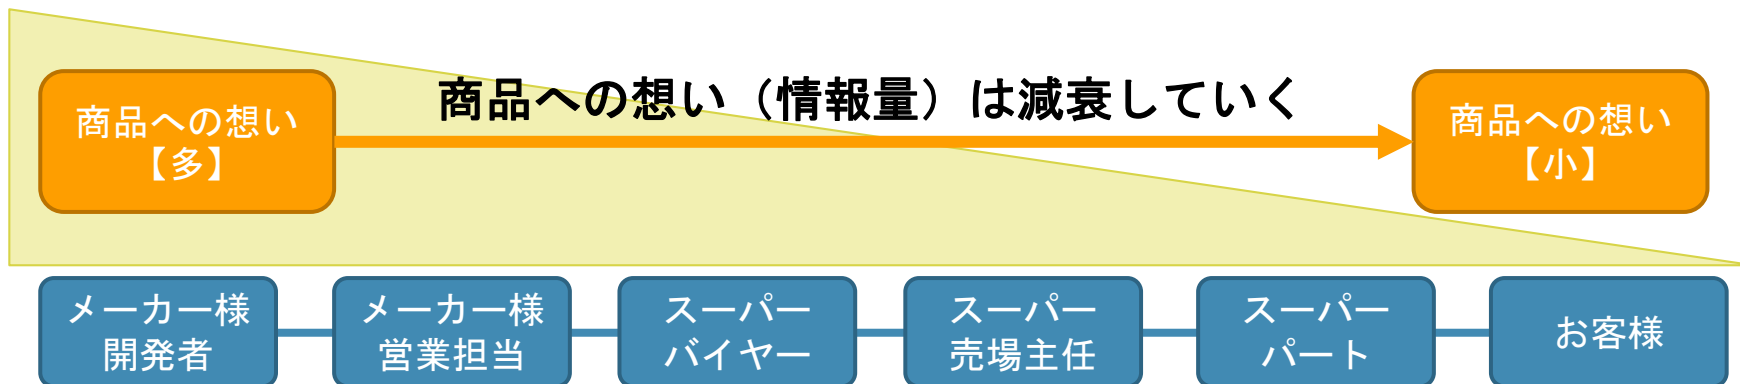 商品への想い（情報量）は減衰していく
商品への想い
【多】
商品への想い
【小】
メーカー様
開発者
メーカー様
営業担当
スーパー
バイヤー
スーパー
売場主任
スーパー
パート
お客様